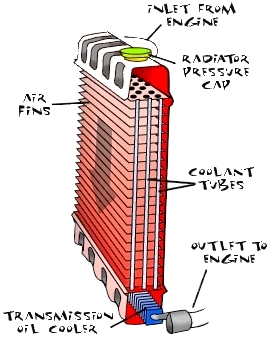 INLET FROM
ENGINE
RADIATOR
PRESSURE
CAP
AIR
FINS
COOLANT
TUBES
OUTLET TO
ENGINE
TRANSMISSION
OIL COOLER